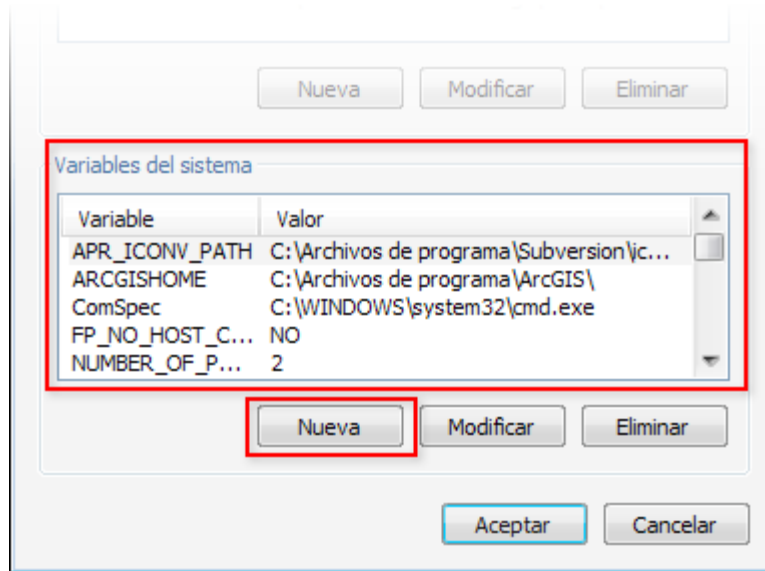 Nueva Modificar Eliminar
Variables del sistema
Variable Valor
APR_ICONV_PATH C:\Archivos de programa\Subversion\ic...
ARCGISHOME C:\Archivos de programa\ArcGIS\
ComSpec C:\WINDOWS\system32\cmd.exe
FP_NO_HOST_C... NO
NUMBER_OF_P... 2
Nueva Modificar Eliminar
Aceptar Cancelar